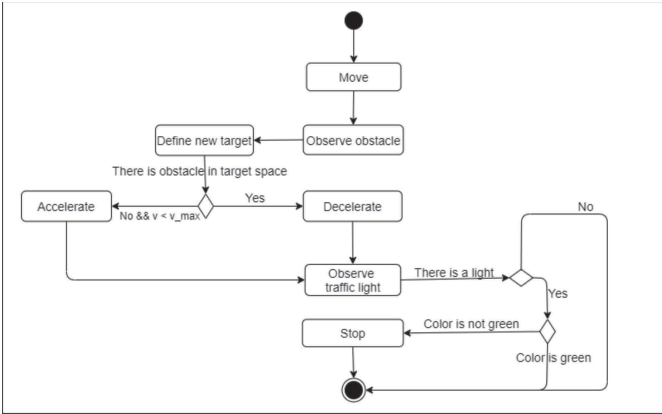 Move
Define new target
Observe obstacle
There is obstacle in target space
Accelerate
No && v < v_max
Yes
Decelerate
No
Observe
traffic light
There is a light
Yes
Stop
Color is not green
Color is green